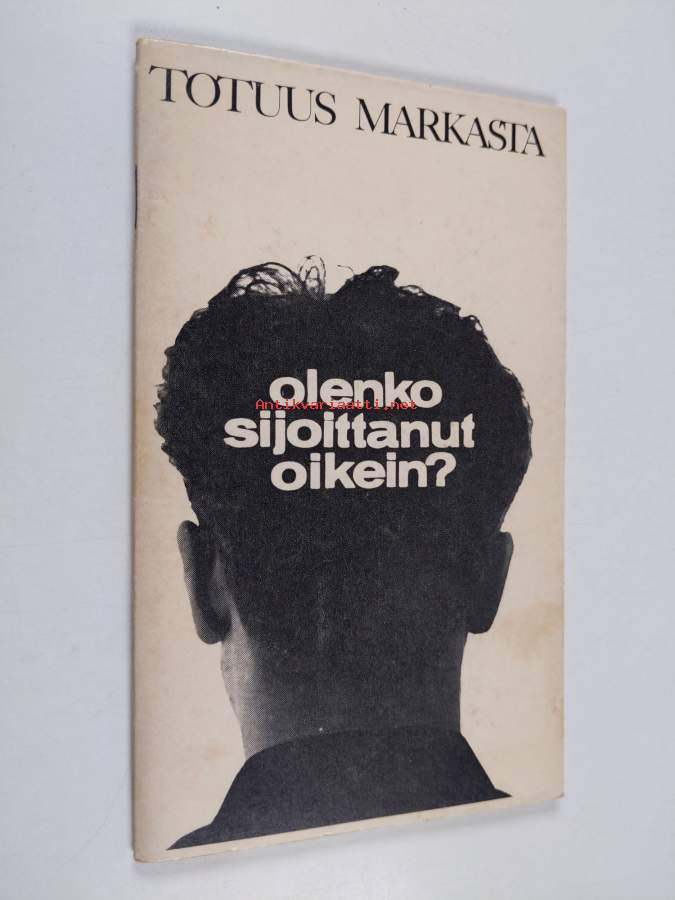 TOTUUS MARKASTA
olenko
Antikvariaatti.net
sijoittanut
oikein?